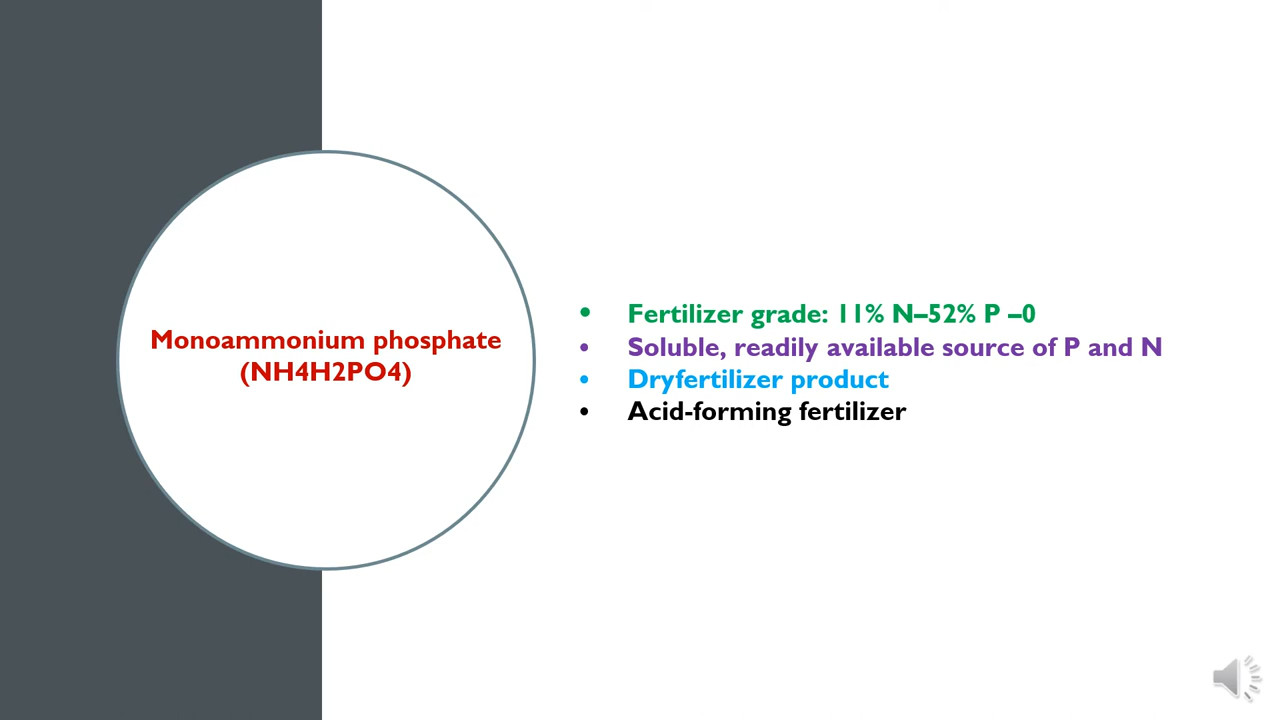 Monoammonium phosphate
(NH4H2PO4)
• Fertilizer grade: 11% N–52% P –0
• Soluble, readily available source of P and N
• Dryfertilizer product
• Acid-forming fertilizer